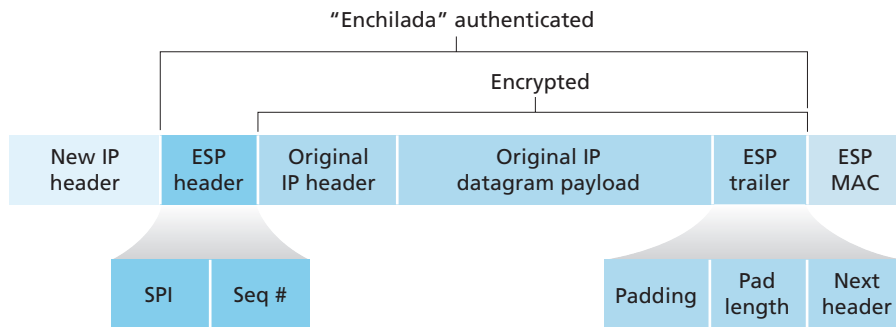 “Enchilada” authenticated
Encrypted
New IP
header
ESP
header
Original
IP header
Original IP
datagram payload
ESP
trailer
ESP
MAC
SPI
Seq #
Padding
Pad
length
Next
header